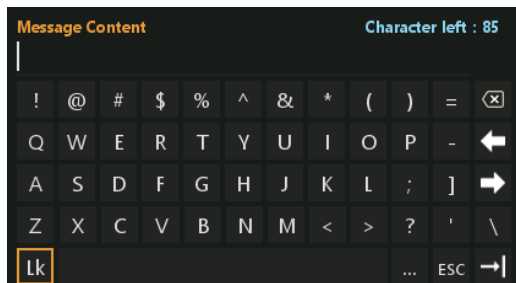 Message Content Character left : 85
! @ # $ % ^ & * ( ) =
Q W E R T Y U I O P -
A S D F G H J K L ; ]
Z X C V B N M < > ? ' \
Lk ... ESC